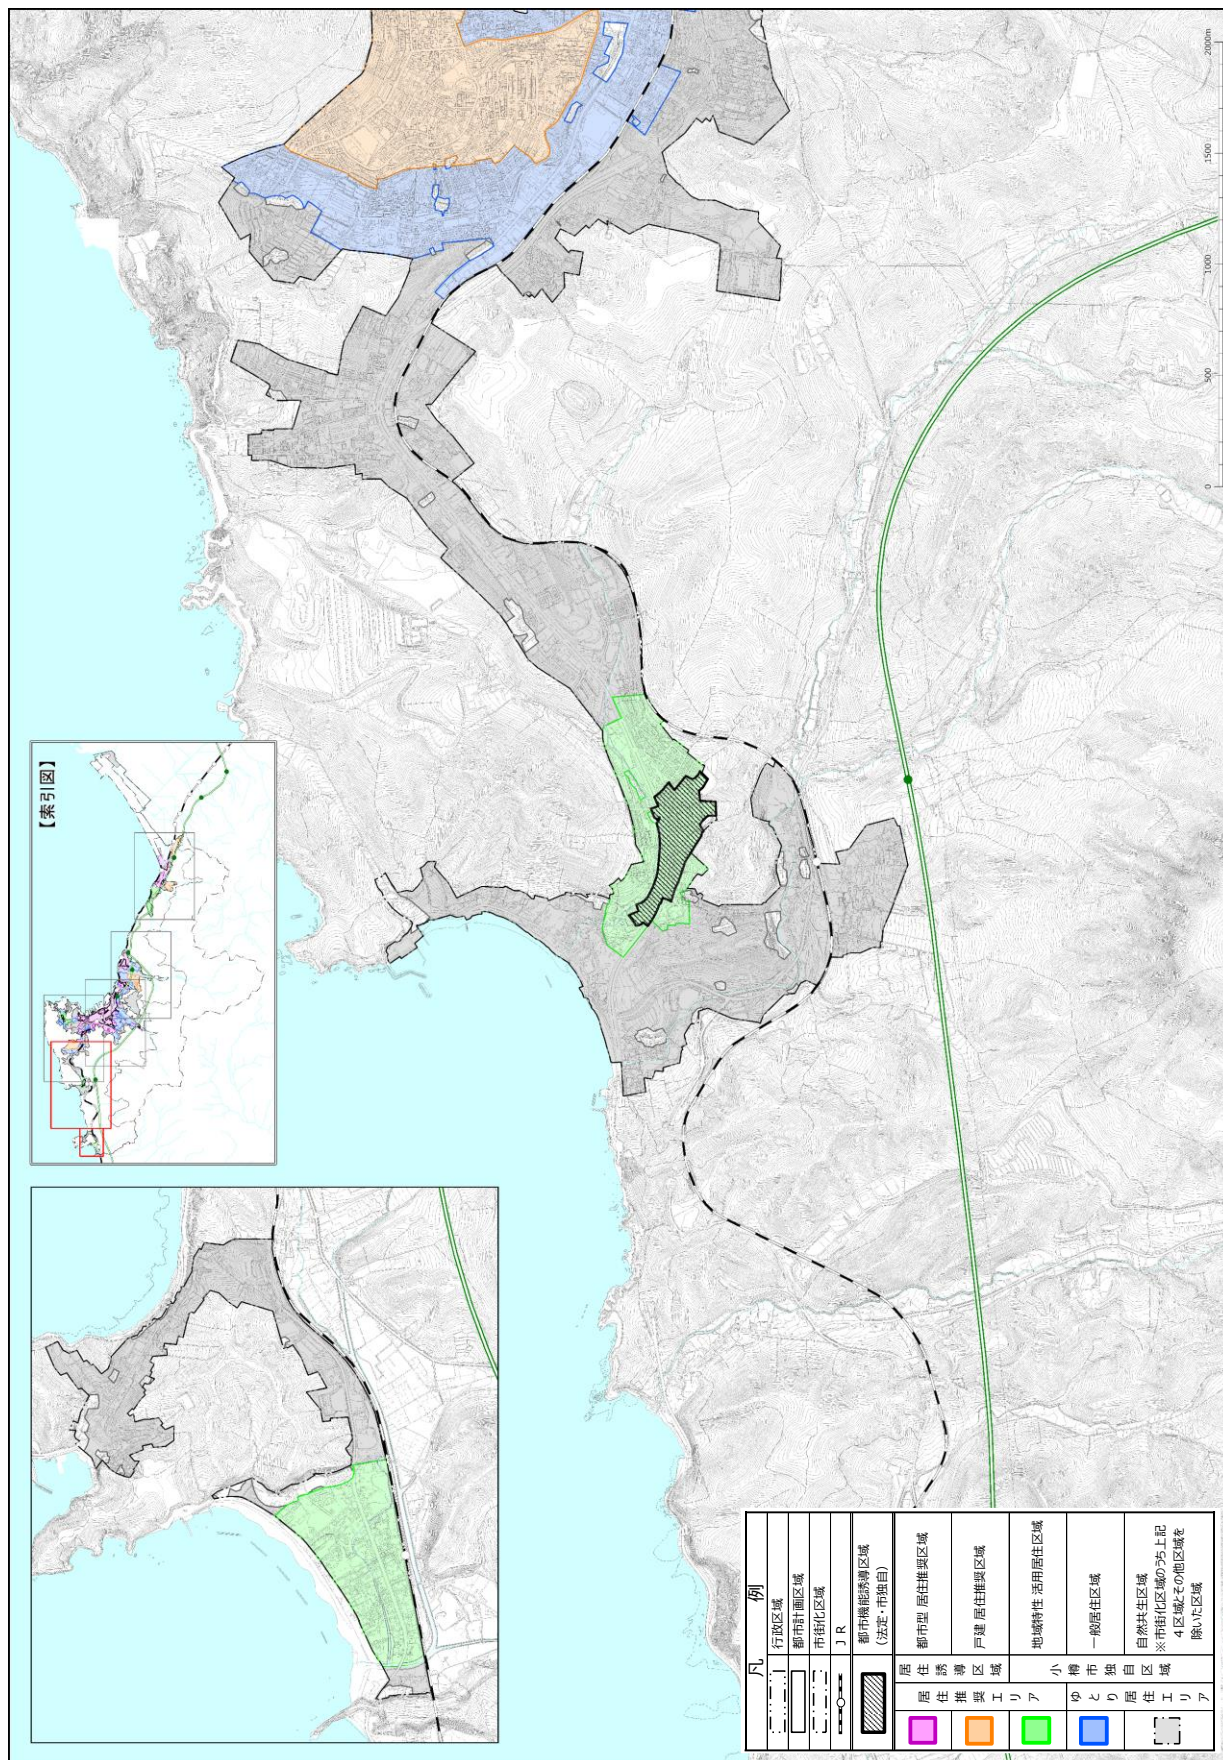 【索引図】
凡　例
行政区域
都市計画区域
市街化区域
ＪＲ
都市機能誘導区域
（法定・市独自）
居住推奨エリア
居住誘導区域
都市型 居住推奨区域
戸建 居住推奨区域
小樽市独自区域
地域特性 活用居住区域
ゆとり居住エリア
一般居住区域
自然共生区域
※市街化区域のうち上記
４区域とその他区域を
除いた区域
0 500 1000 1500 2000m